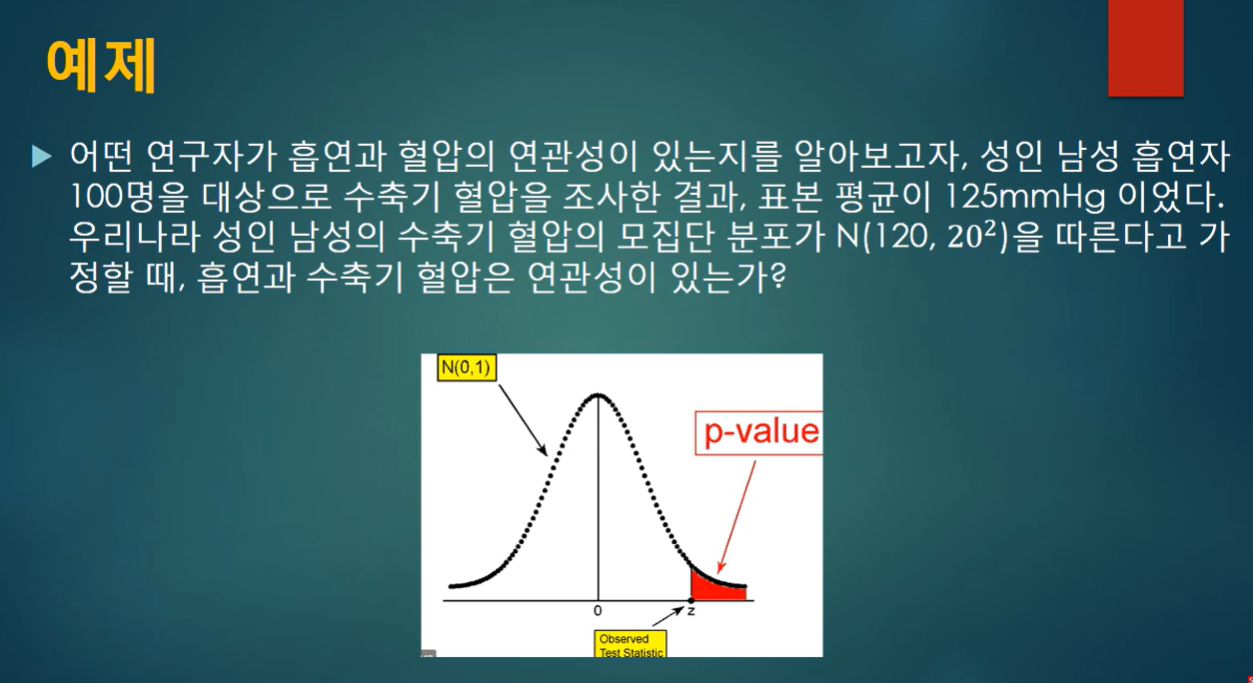 예제
어떤 연구자가 흡연과 혈압의 연관성이 있는지를 알아보고자, 성인 남성 흡연자
100명을 대상으로 수축기 혈압을 조사한 결과, 표본 평균이 125mmHg 이었다.
우리나라 성인 남성의 수축기 혈압의 모집단 분포가 N(120, 20²)을 따른다고 가
정할 때, 흡연과 수축기 혈압은 연관성이 있는가?
N(0,1)
p-value
0
z
Observed
Test Statistic